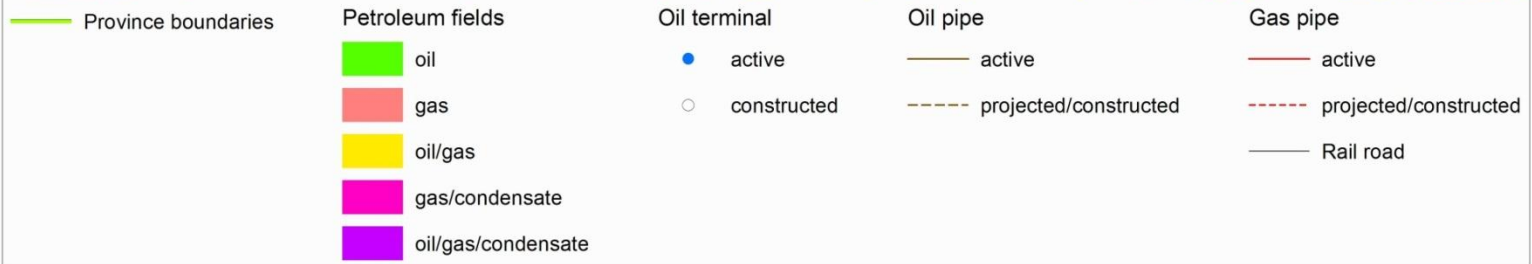 Province boundaries
Petroleum fields
oil
gas
oil/gas
gas/condensate
oil/gas/condensate
Oil terminal
active
constructed
Oil pipe
active
projected/constructed
Gas pipe
active
projected/constructed
Rail road